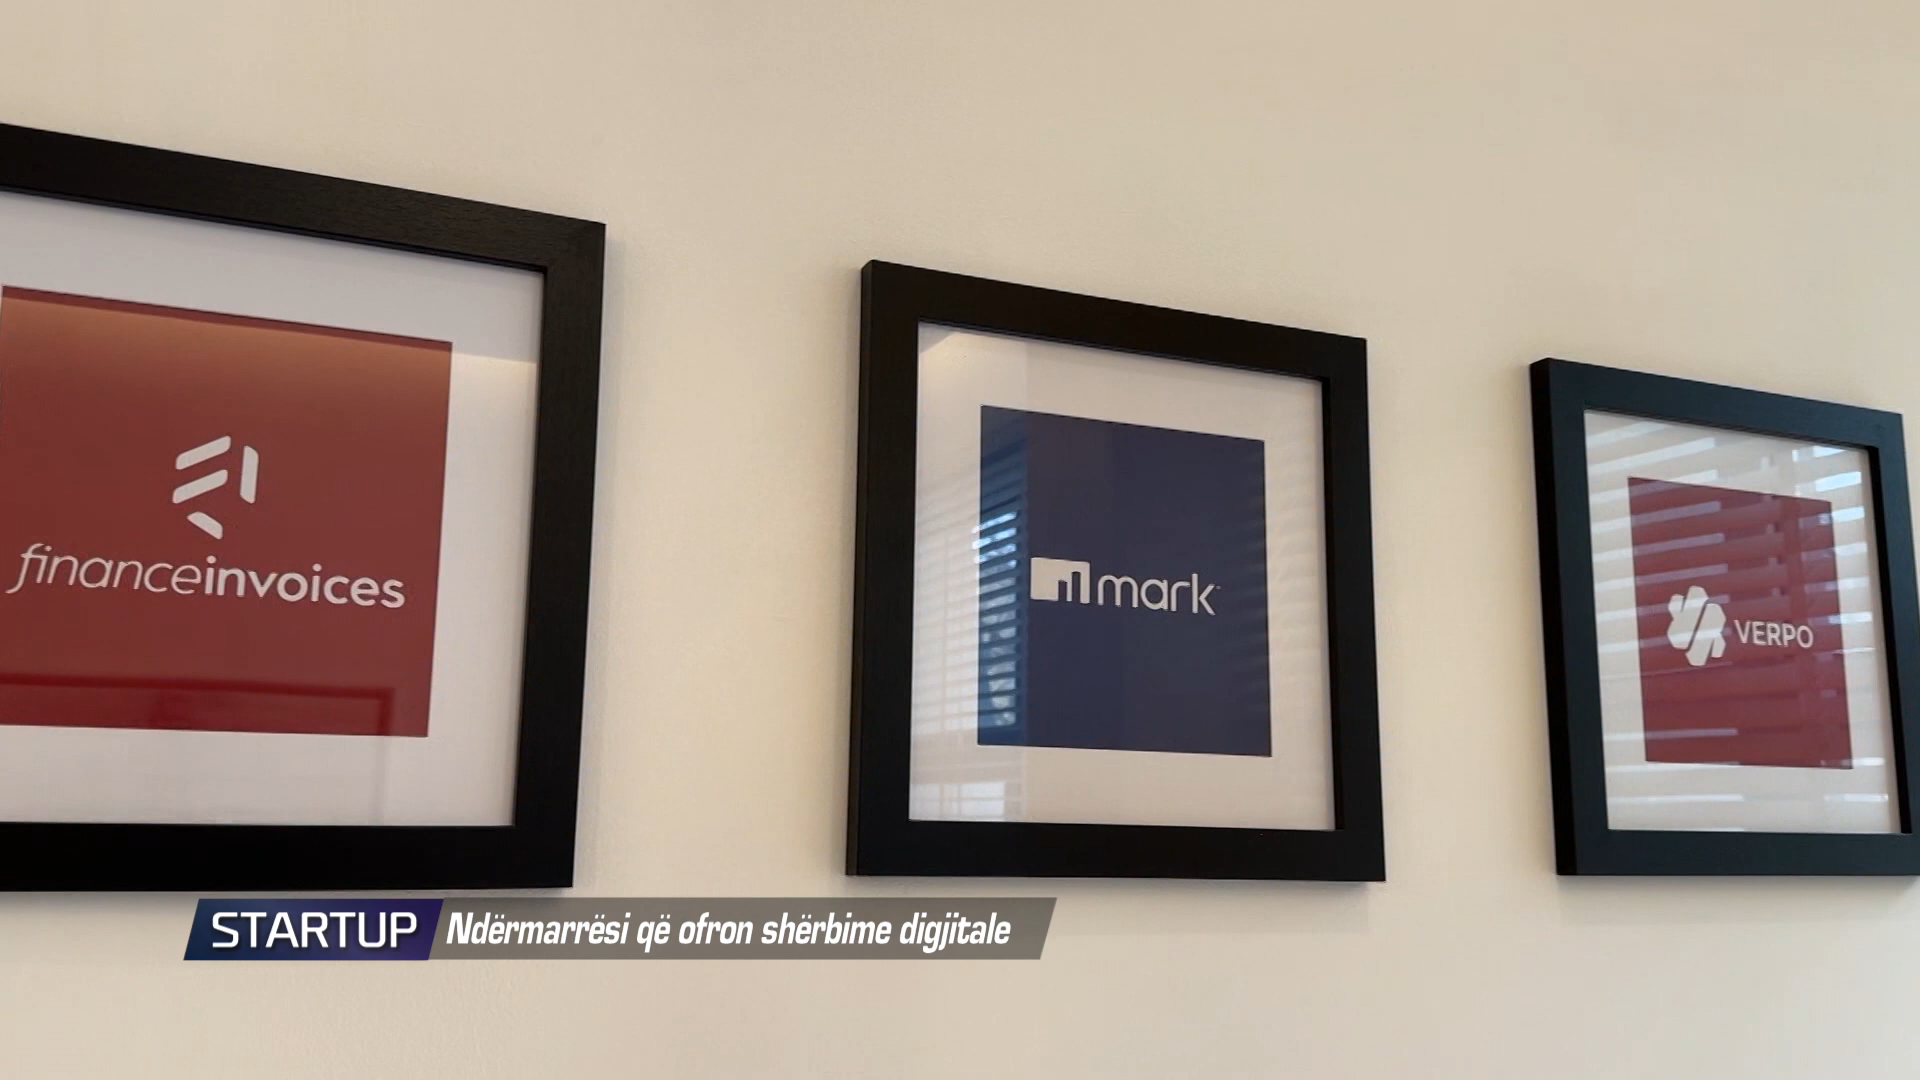 financeinvoices
mark
VERPO
STARTUP Ndërmarrësi që ofron shërbime digjitale